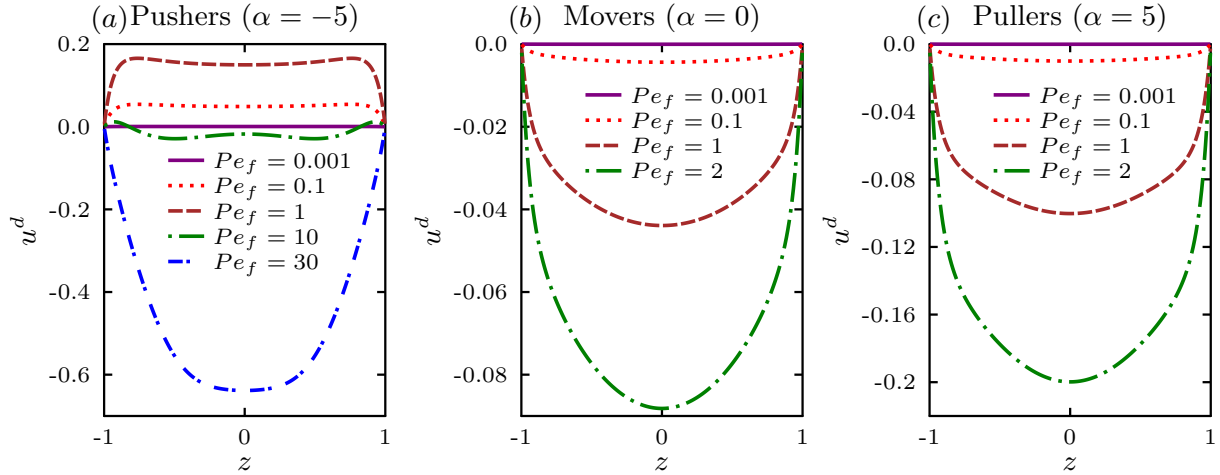 (a) Pushers (α = −5)
0.2
0.0
-0.2
-0.4
-0.6
u^d
Pe_f = 0.001
Pe_f = 0.1
Pe_f = 1
Pe_f = 10
Pe_f = 30
-1 0 1
z
(b) Movers (α = 0)
0.0
-0.02
-0.04
-0.06
-0.08
u^d
Pe_f = 0.001
Pe_f = 0.1
Pe_f = 1
Pe_f = 2
-1 0 1
z
(c) Pullers (α = 5)
0.0
-0.04
-0.08
-0.12
-0.16
-0.2
u^d
Pe_f = 0.001
Pe_f = 0.1
Pe_f = 1
Pe_f = 2
-1 0 1
z